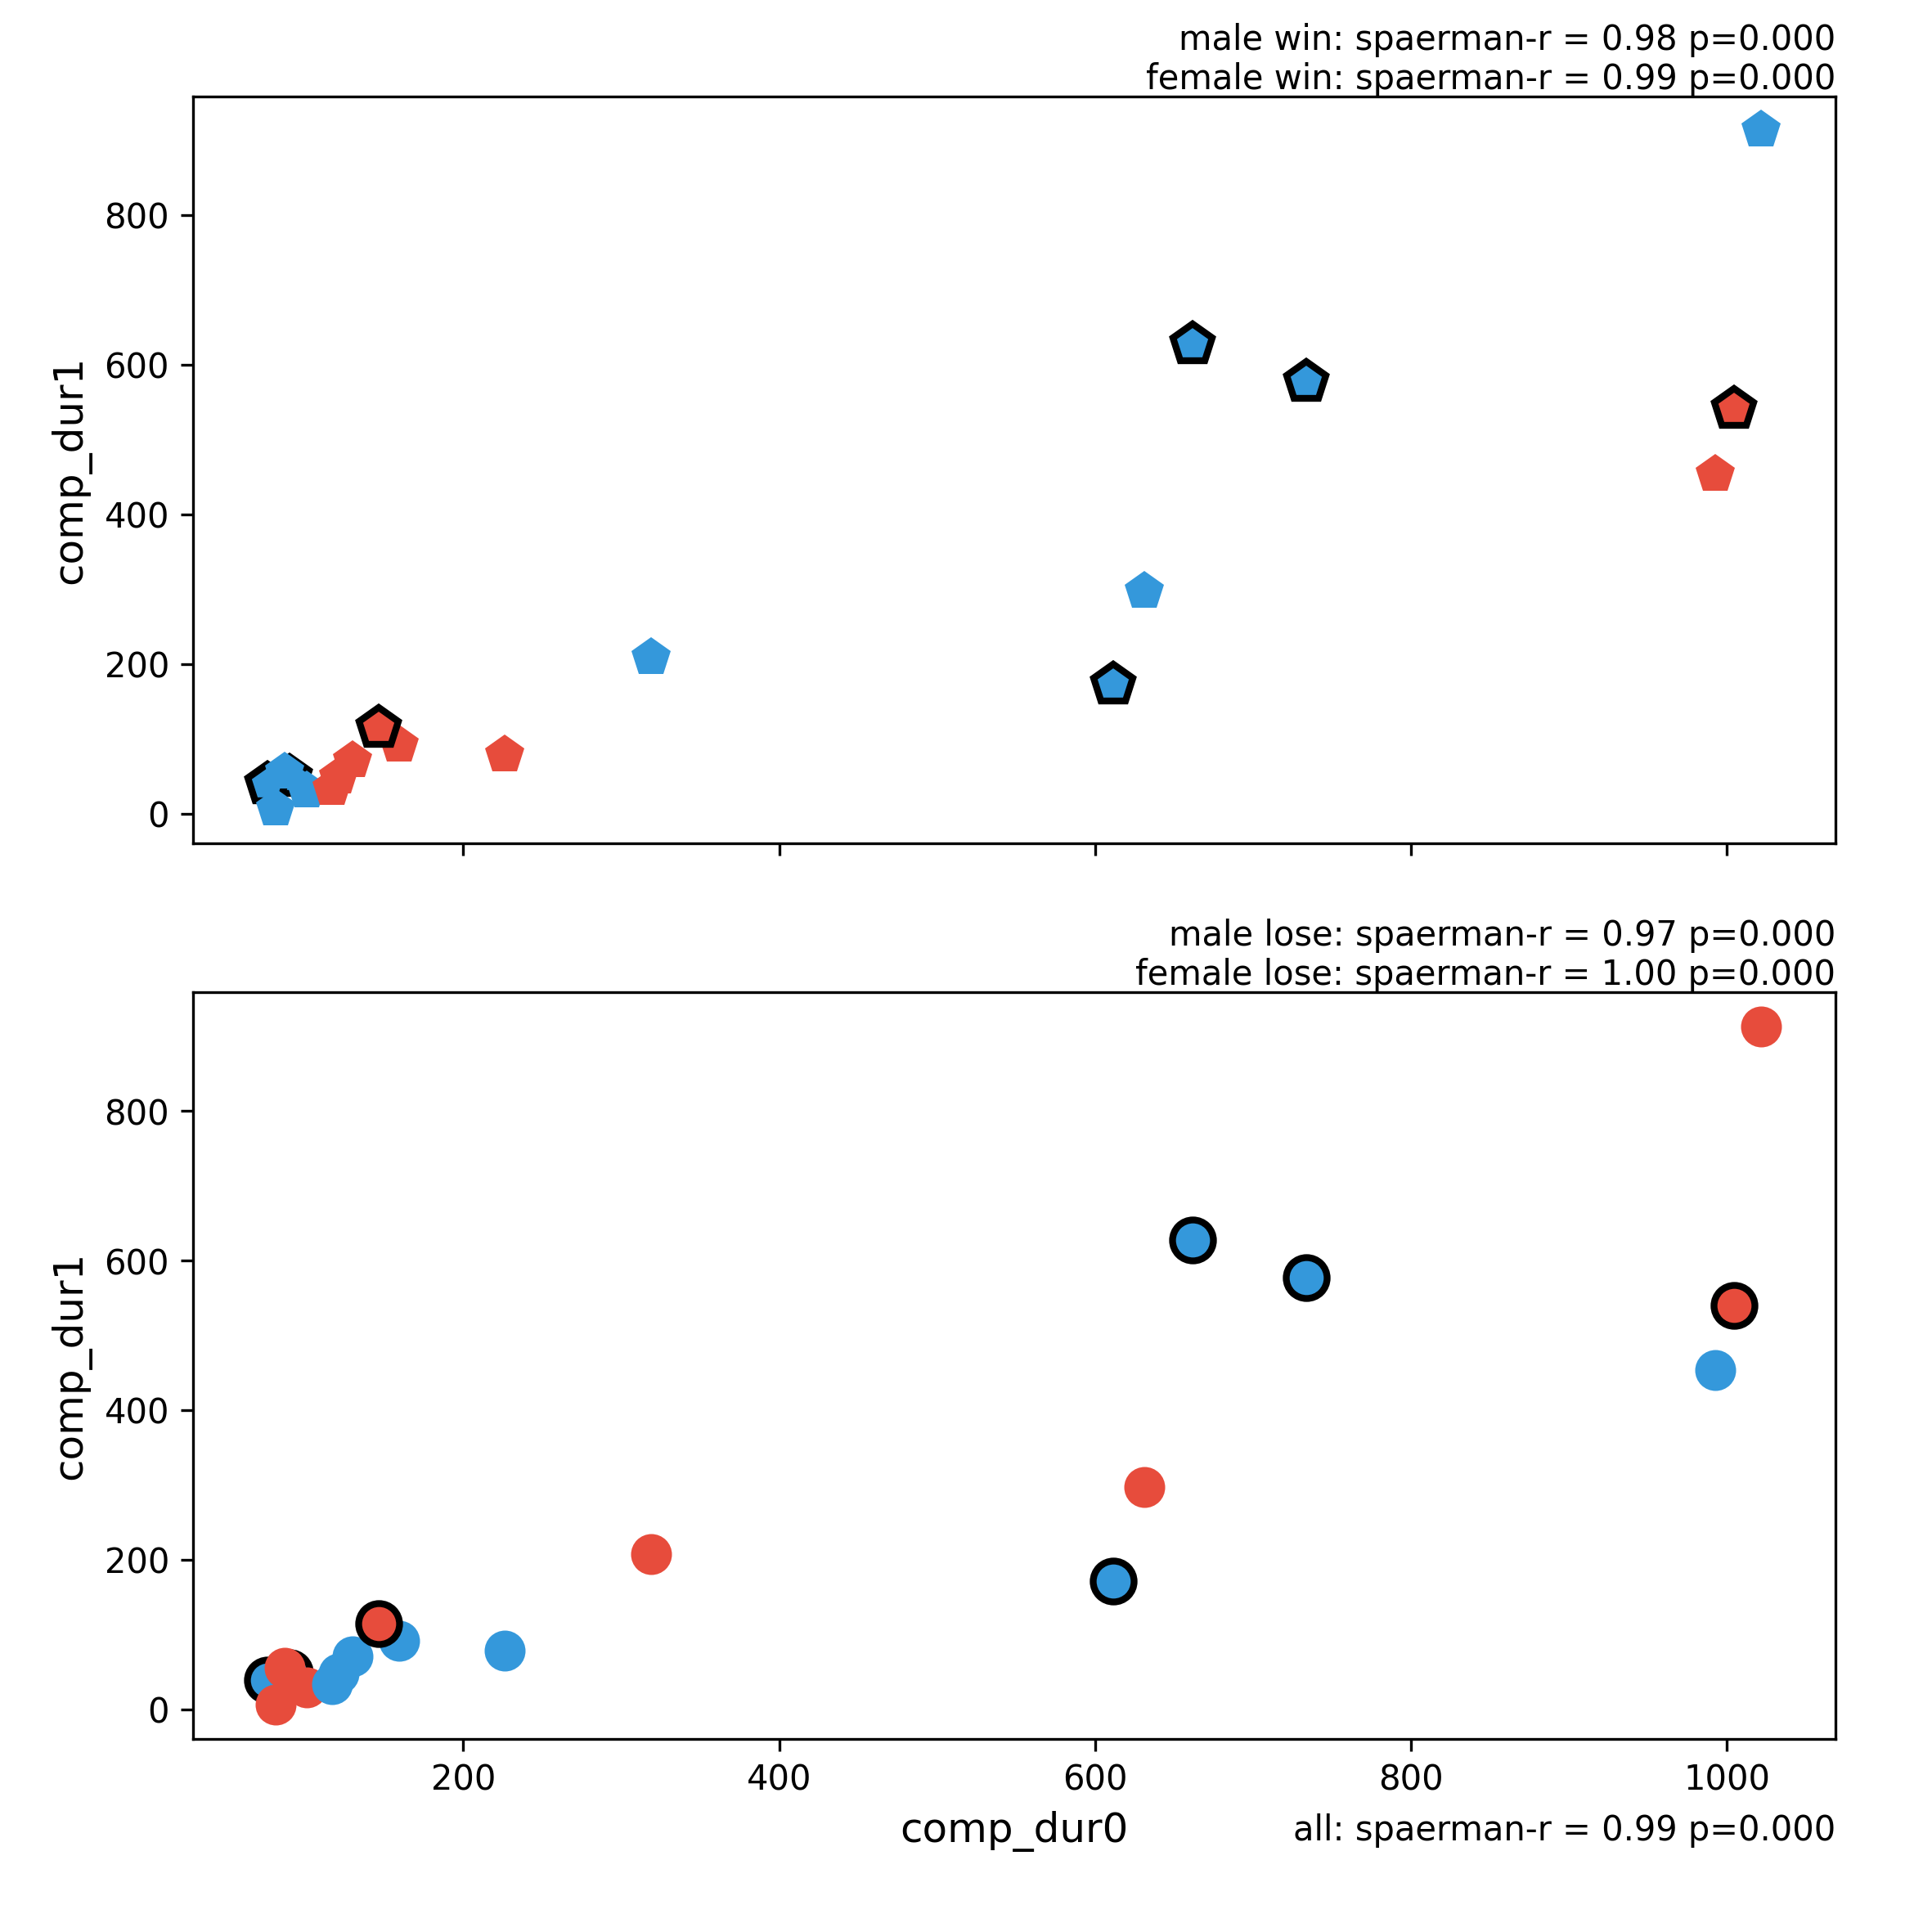 male win: spaerman-r = 0.98 p=0.000
female win: spaerman-r = 0.99 p=0.000
800
600
400
200
0
comp_dur1
male lose: spaerman-r = 0.97 p=0.000
female lose: spaerman-r = 1.00 p=0.000
800
600
400
200
0
comp_dur1
200 400 600 800 1000
comp_dur0
all: spaerman-r = 0.99 p=0.000